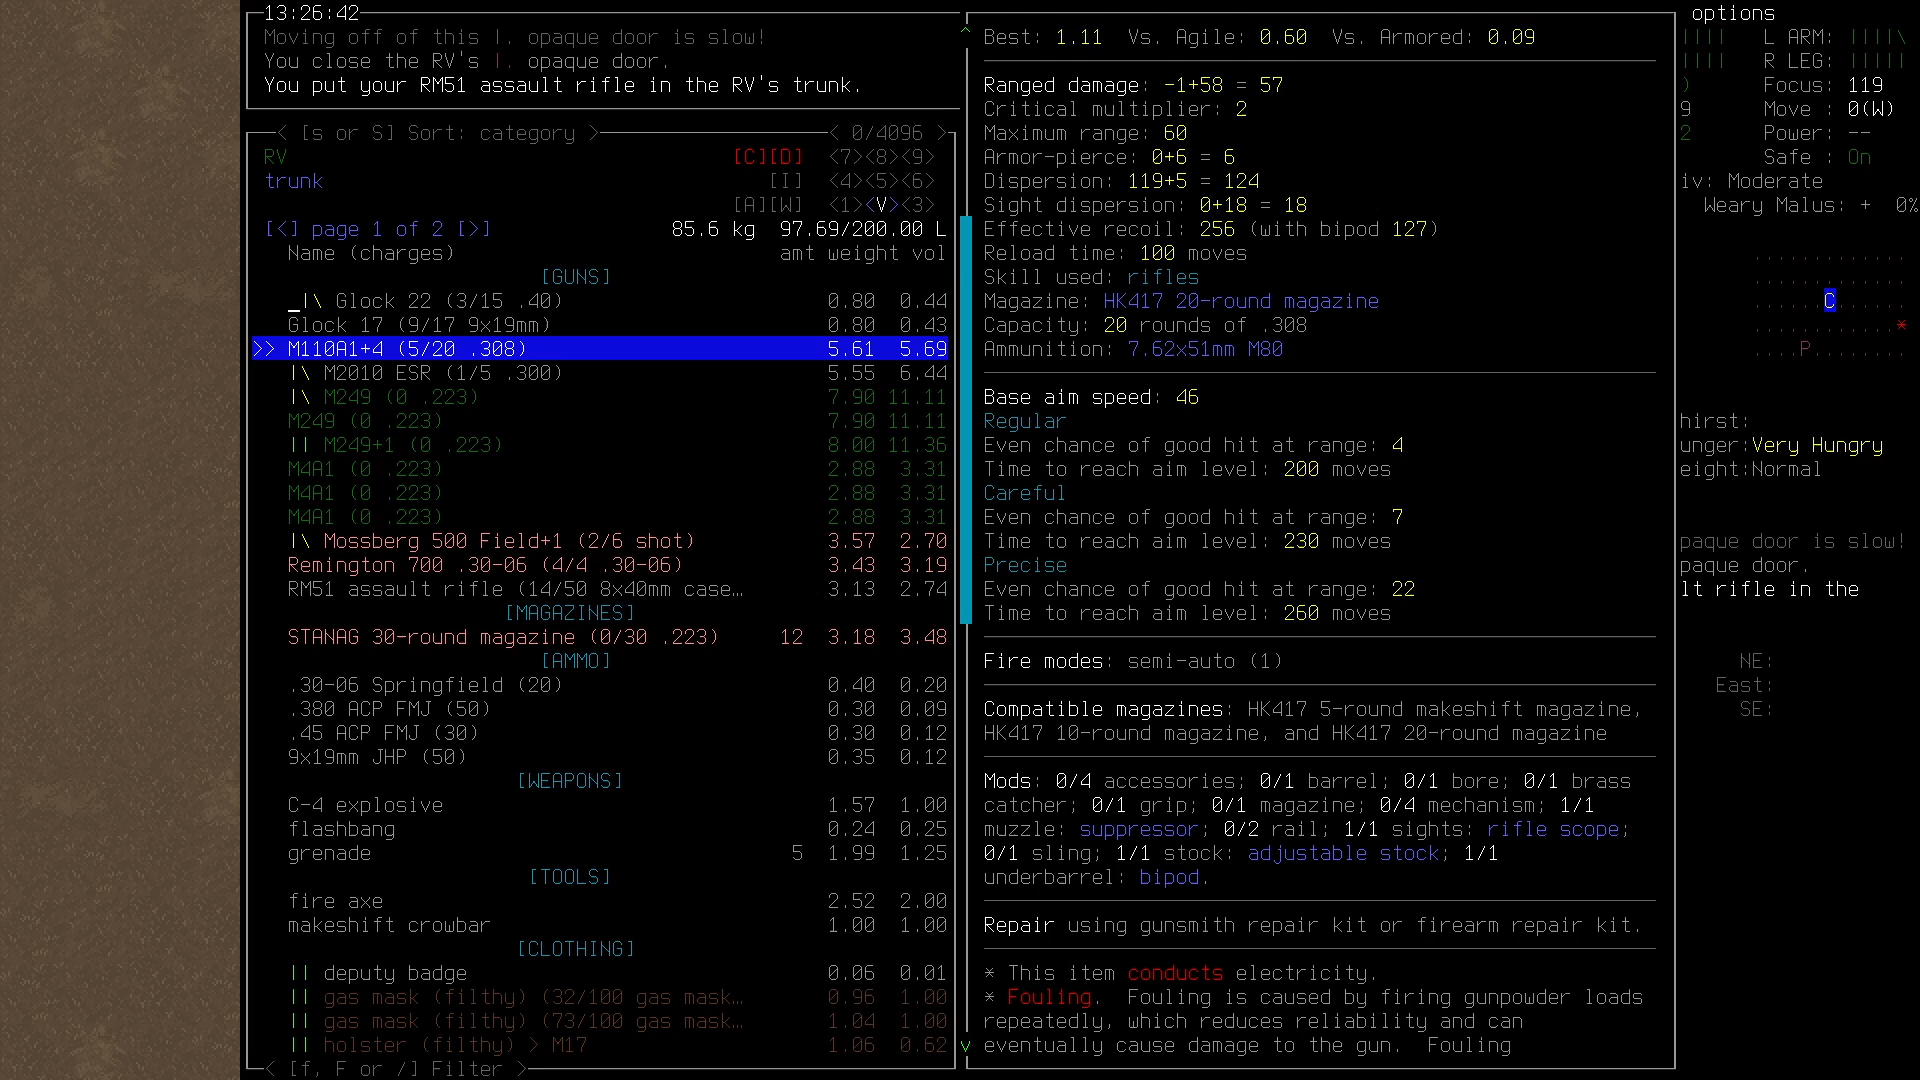 13:26:42
Moving off of this |. opaque door is slow!
You close the RV's |. opaque door.
You put your RM51 assault rifle in the RV's trunk.
< [s or S] Sort: category > < 0/4096 >
RV [C][D] <7><8><9>
trunk [I] <4><5><6>
[A][W] <1><V><3>
[<] page 1 of 2 [>] 85.6 kg 97.69/200.00 L
Name (charges) amt weight vol
[GUNS]
_|\ Glock 22 (3/15 .40) 0.80 0.44
Glock 17 (9/17 9x19mm) 0.80 0.43
>> M110A1+4 (5/20 .308) 5.61 5.69
|\ M2010 ESR (1/5 .300) 5.55 6.44
|\ M249 (0 .223) 7.90 11.11
M249 (0 .223) 7.90 11.11
|| M249+1 (0 .223) 8.00 11.36
M4A1 (0 .223) 2.88 3.31
M4A1 (0 .223) 2.88 3.31
M4A1 (0 .223) 2.88 3.31
|\ Mossberg 500 Field+1 (2/6 shot) 3.57 2.70
Remington 700 .30-06 (4/4 .30-06) 3.43 3.19
RM51 assault rifle (14/50 8x40mm case… 3.13 2.74
[MAGAZINES]
STANAG 30-round magazine (0/30 .223) 12 3.18 3.48
[AMMO]
.30-06 Springfield (20) 0.40 0.20
.380 ACP FMJ (50) 0.30 0.09
.45 ACP FMJ (30) 0.30 0.12
9x19mm JHP (50) 0.35 0.12
[WEAPONS]
C-4 explosive 1.57 1.00
flashbang 0.24 0.25
grenade 5 1.99 1.25
[TOOLS]
fire axe 2.52 2.00
makeshift crowbar 1.00 1.00
[CLOTHING]
|| deputy badge 0.06 0.01
|| gas mask (filthy) (32/100 gas mask… 0.96 1.00
|| gas mask (filthy) (73/100 gas mask… 1.04 1.00
|| holster (filthy) > M17 1.06 0.62
< [f, F or /] Filter >
Best: 1.11 Vs. Agile: 0.60 Vs. Armored: 0.09
Ranged damage: -1+58 = 57
Critical multiplier: 2
Maximum range: 60
Armor-pierce: 0+6 = 6
Dispersion: 119+5 = 124
Sight dispersion: 0+18 = 18
Effective recoil: 256 (with bipod 127)
Reload time: 100 moves
Skill used: rifles
Magazine: HK417 20-round magazine
Capacity: 20 rounds of .308
Ammunition: 7.62x51mm M80
Base aim speed: 46
Regular
Even chance of good hit at range: 4
Time to reach aim level: 200 moves
Careful
Even chance of good hit at range: 7
Time to reach aim level: 230 moves
Precise
Even chance of good hit at range: 22
Time to reach aim level: 260 moves
Fire modes: semi-auto (1)
Compatible magazines: HK417 5-round makeshift magazine,
HK417 10-round magazine, and HK417 20-round magazine
Mods: 0/4 accessories; 0/1 barrel; 0/1 bore; 0/1 brass
catcher; 0/1 grip; 0/1 magazine; 0/4 mechanism; 1/1
muzzle: suppressor; 0/2 rail; 1/1 sights: rifle scope;
0/1 sling; 1/1 stock: adjustable stock; 1/1
underbarrel: bipod.
Repair using gunsmith repair kit or firearm repair kit.
* This item conducts electricity.
* Fouling. Fouling is caused by firing gunpowder loads
repeatedly, which reduces reliability and can
eventually cause damage to the gun. Fouling
options
|||| L ARM: ||||\
|||| R LEG: |||||
) Focus: 119
9 Move : 0(W)
2 Power: --
Safe : On
iv: Moderate
Weary Malus: + 0%
. . . . . . . . . . . . .
. . . . . . . . . . . . .
. . . . . . C . . . . . .
. . . . . . . . . . . . *
. . . . P . . . . . . . .
hirst:
unger:Very Hungry
eight:Normal
paque door is slow!
paque door.
lt rifle in the
NE:
East:
SE: